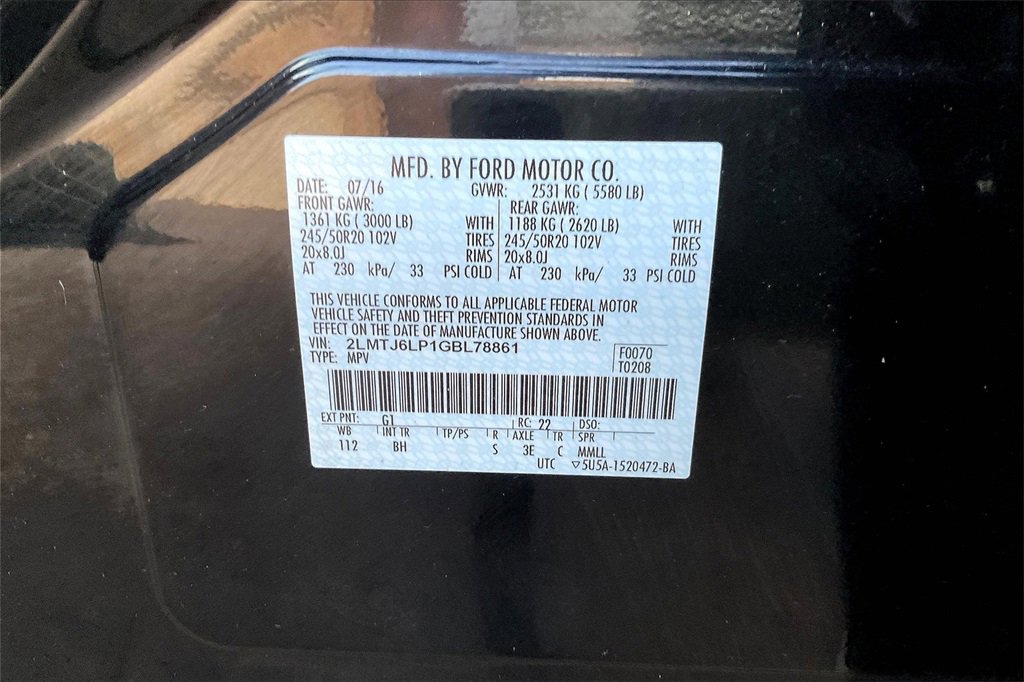 MFD. BY FORD MOTOR CO.
DATE: 07/16 GVWR: 2531 KG ( 5580 LB)
FRONT GAWR: REAR GAWR:
1361 KG ( 3000 LB) WITH 1188 KG ( 2620 LB) WITH
245/50R20 102V TIRES 245/50R20 102V TIRES
20x8.0J RIMS 20x8.0J RIMS
AT 230 kPa/ 33 PSI COLD AT 230 kPa/ 33 PSI COLD
THIS VEHICLE CONFORMS TO ALL APPLICABLE FEDERAL MOTOR
VEHICLE SAFETY AND THEFT PREVENTION STANDARDS IN
EFFECT ON THE DATE OF MANUFACTURE SHOWN ABOVE.
VIN: 2LMTJ6LP1GBL78861
TYPE: MPV F0070
T0208
EXT PNT: G1 RC: 22 DSO:
WB INT TR TP/PS R AXLE TR SPR
112 BH S 3E C MMLL
UTC ▽5U5A-1520472-BA